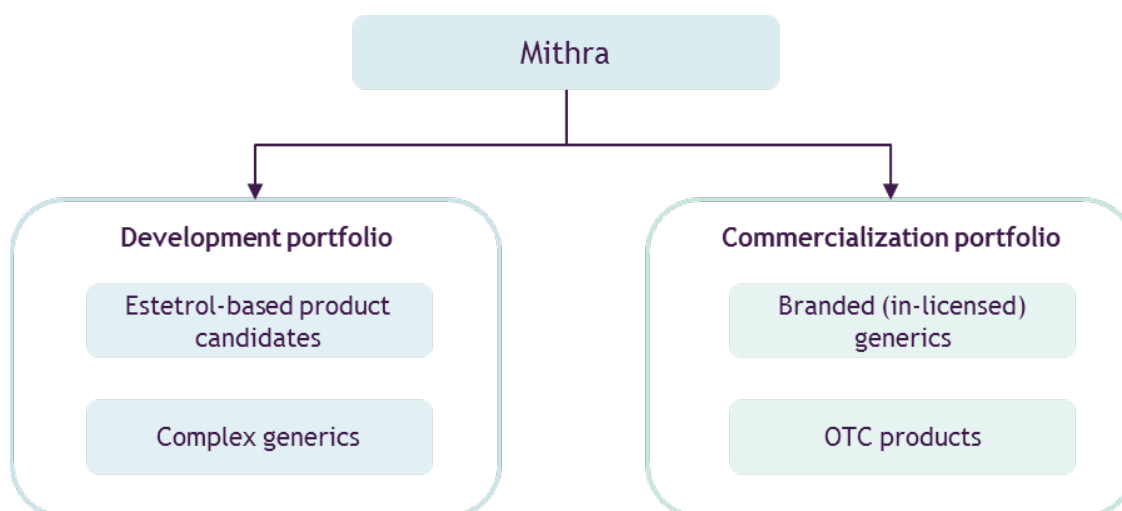 Mithra
Development portfolio
Estetrol-based product
candidates
Complex generics
Commercialization portfolio
Branded (in-licensed)
generics
OTC products